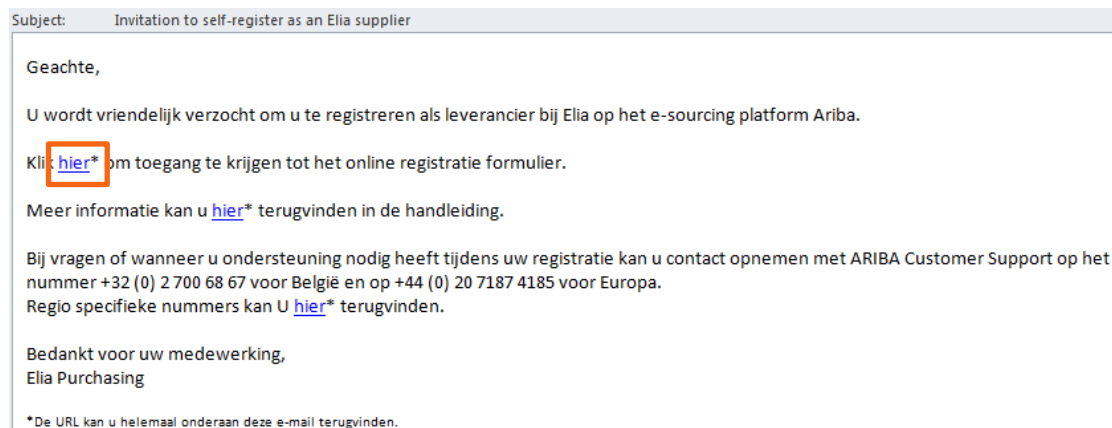 Subject: Invitation to self-register as an Elia supplier
Geachte,
U wordt vriendelijk verzocht om u te registreren als leverancier bij Elia op het e-sourcing platform Ariba.
Klik hier* om toegang te krijgen tot het online registratie formulier.
Meer informatie kan u hier* terugvinden in de handleiding.
Bij vragen of wanneer u ondersteuning nodig heeft tijdens uw registratie kan u contact opnemen met ARIBA Customer Support op het
nummer +32 (0) 2 700 68 67 voor België en op +44 (0) 20 7187 4185 voor Europa.
Regio specifieke nummers kan U hier* terugvinden.
Bedankt voor uw medewerking,
Elia Purchasing
*De URL kan u helemaal onderaan deze e-mail terugvinden.